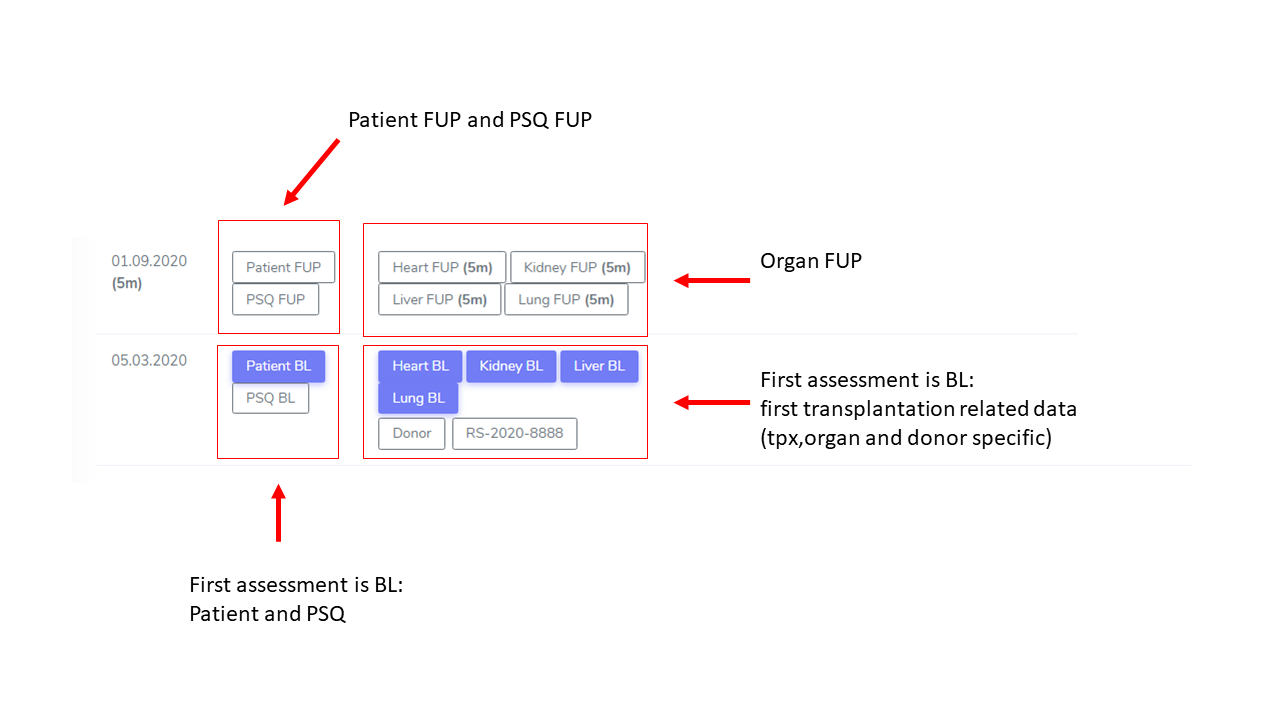 Patient FUP and PSQ FUP
01.09.2020
(5m)
Patient FUP
PSQ FUP
Heart FUP (5m) Kidney FUP (5m)
Liver FUP (5m) Lung FUP (5m)
Organ FUP
05.03.2020
Patient BL
PSQ BL
Heart BL Kidney BL Liver BL
Lung BL
Donor RS-2020-8888
First assessment is BL:
first transplantation related data
(tpx,organ and donor specific)
First assessment is BL:
Patient and PSQ